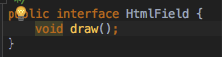 public interface HtmlField {
    void draw();
}